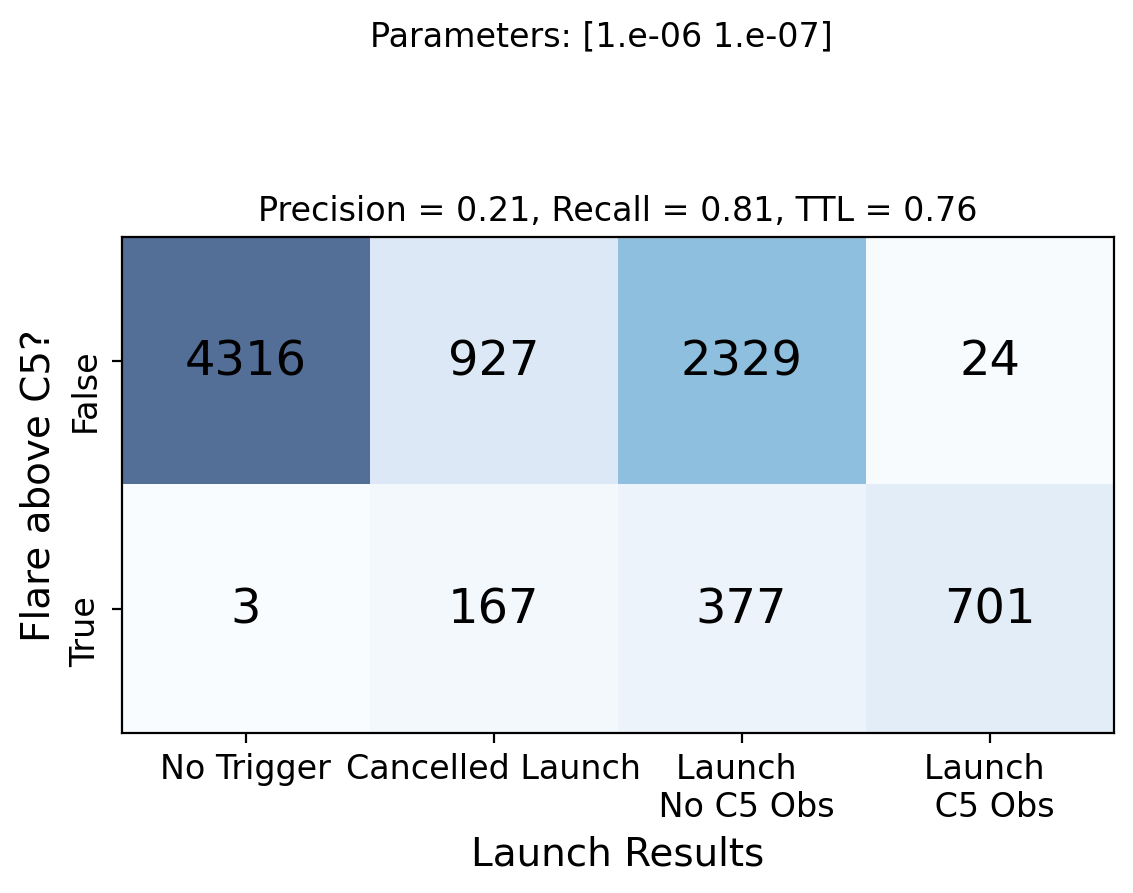 Parameters: [1.e-06 1.e-07]
Precision = 0.21, Recall = 0.81, TTL = 0.76
Flare above C5?
False
4316 927 2329 24
True
3 167 377 701
No Trigger Cancelled Launch Launch Launch
No C5 Obs C5 Obs
Launch Results